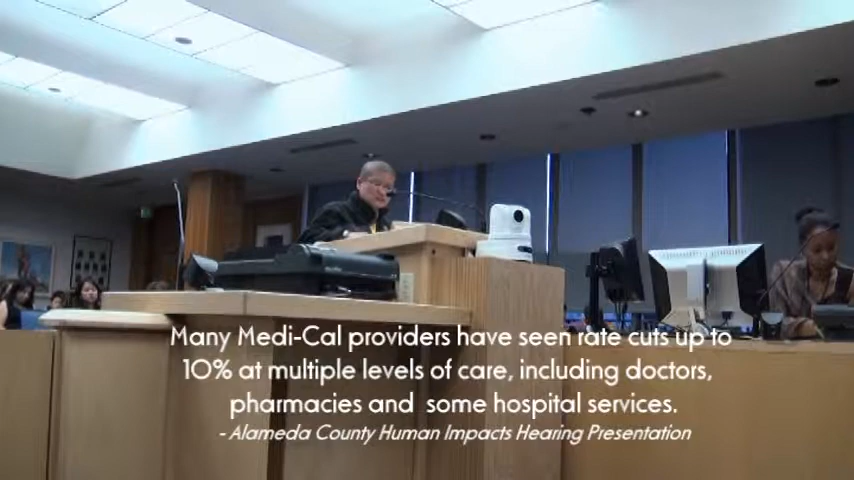 Many Medi-Cal providers have seen rate cuts up to
10% at multiple levels of care, including doctors,
pharmacies and some hospital services.
- Alameda County Human Impacts Hearing Presentation